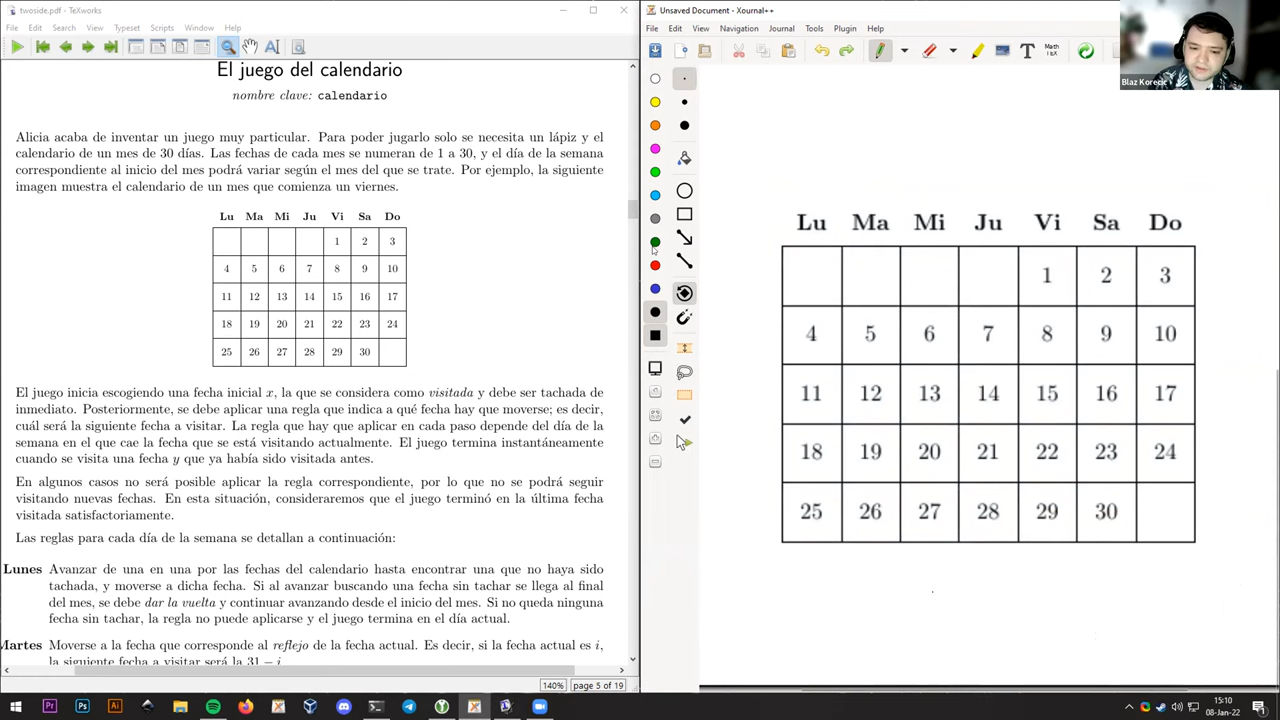 twoside.pdf - TeXworks
File Edit Search View Typeset Scripts Window Help
El juego del calendario
nombre clave: calendario
Alicia acaba de inventar un juego muy particular. Para poder jugarlo solo se necesita un lápiz y el
calendario de un mes de 30 días. Las fechas de cada mes se numeran de 1 a 30, y el día de la semana
correspondiente al inicio del mes podrá variar según el mes del que se trate. Por ejemplo, la siguiente
imagen muestra el calendario de un mes que comienza un viernes.
Lu Ma Mi Ju Vi Sa Do
1 2 3
4 5 6 7 8 9 10
11 12 13 14 15 16 17
18 19 20 21 22 23 24
25 26 27 28 29 30
El juego inicia escogiendo una fecha inicial x, la que se considera como visitada y debe ser tachada de
inmediato. Posteriormente, se debe aplicar una regla que indica a qué fecha hay que moverse; es decir,
cuál será la siguiente fecha a visitar. La regla que hay que aplicar en cada paso depende del día de la
semana en el que cae la fecha que se está visitando actualmente. El juego termina instantáneamente
cuando se visita una fecha y que ya había sido visitada antes.
En algunos casos no será posible aplicar la regla correspondiente, por lo que no se podrá seguir
visitando nuevas fechas. En esta situación, consideraremos que el juego terminó en la última fecha
visitada satisfactoriamente.
Las reglas para cada día de la semana se detallan a continuación:
Lunes Avanzar de una en una por las fechas del calendario hasta encontrar una que no haya sido
tachada, y moverse a dicha fecha. Si al avanzar buscando una fecha sin tachar se llega al final
del mes, se debe dar la vuelta y continuar avanzando desde el inicio del mes. Si no queda ninguna
fecha sin tachar, la regla no puede aplicarse y el juego termina en el día actual.
Martes Moverse a la fecha que corresponde al reflejo de la fecha actual. Es decir, si la fecha actual es i,
la siguiente fecha a visitar será la 31 − i.
140% page 5 of 19
Unsaved Document - Xournal++
File Edit View Navigation Journal Tools Plugin Help
Math
TEX
Blaz Korecic
Lu Ma Mi Ju Vi Sa Do
1 2 3
4 5 6 7 8 9 10
11 12 13 14 15 16 17
18 19 20 21 22 23 24
25 26 27 28 29 30
Pr Ps Ai
15:10
08-Jan-22